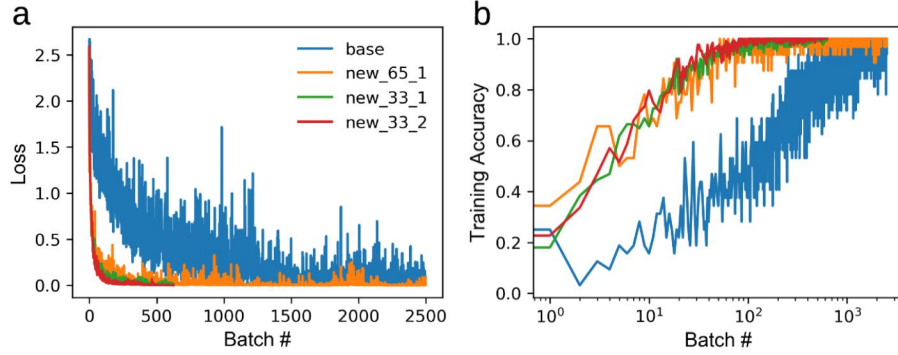 a
2.5
2.0
1.5
1.0
0.5
0.0
Loss
base
new_65_1
new_33_1
new_33_2
0 500 1000 1500 2000 2500
Batch #
b
1.0
0.8
0.6
0.4
0.2
0.0
Training Accuracy
10⁰ 10¹ 10² 10³
Batch #